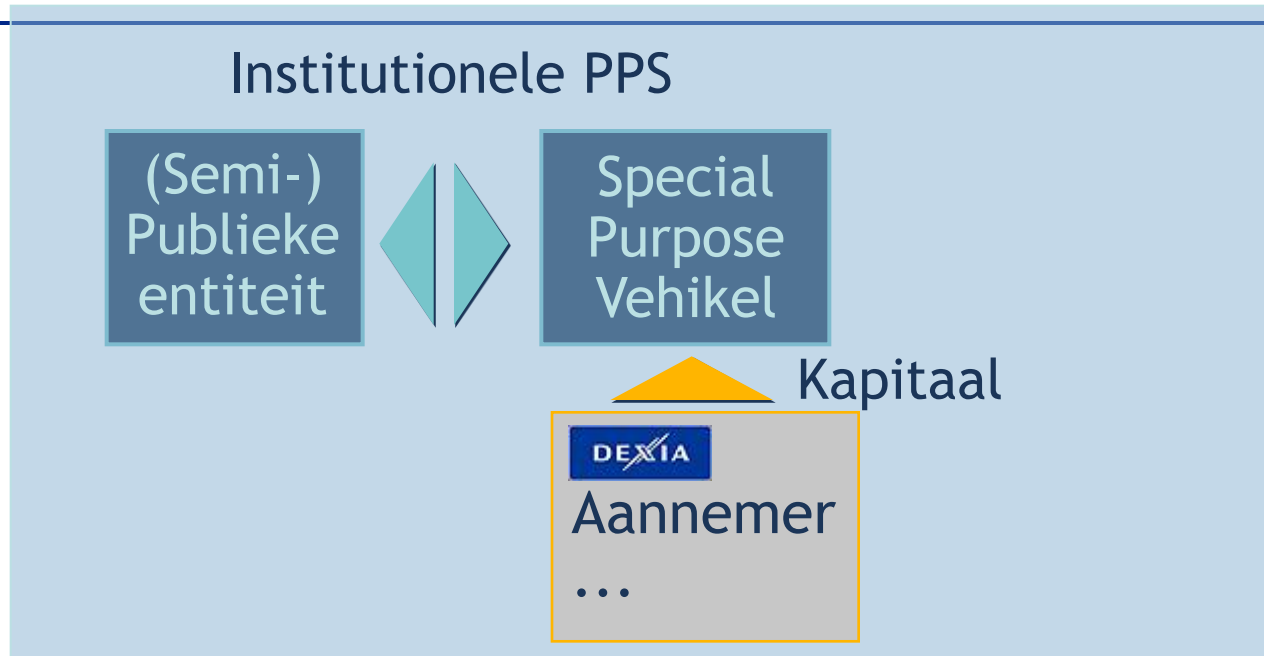 Institutionele PPS
(Semi-)
Publieke
entiteit
Special
Purpose
Vehikel
Kapitaal
DEXIA
Aannemer
...